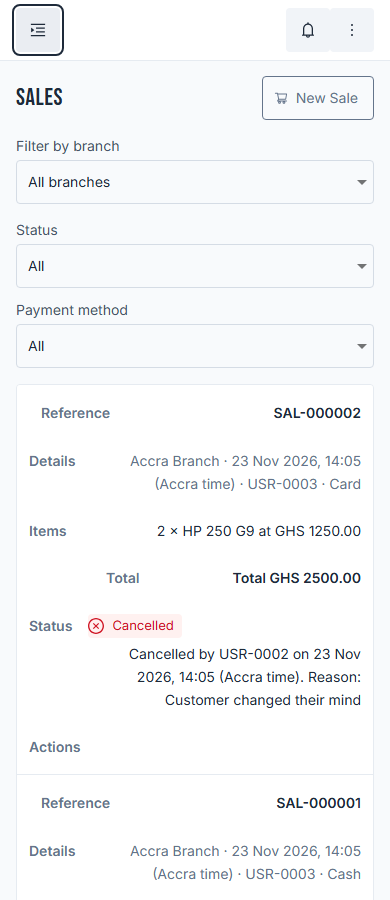 SALES
New Sale
Filter by branch
All branches
Status
All
Payment method
All
Reference SAL-000002
Details Accra Branch · 23 Nov 2026, 14:05
(Accra time) · USR-0003 · Card
Items 2 × HP 250 G9 at GHS 1250.00
Total Total GHS 2500.00
Status Cancelled
Cancelled by USR-0002 on 23 Nov
2026, 14:05 (Accra time). Reason:
Customer changed their mind
Actions
Reference SAL-000001
Details Accra Branch · 23 Nov 2026, 14:05
(Accra time) · USR-0003 · Cash